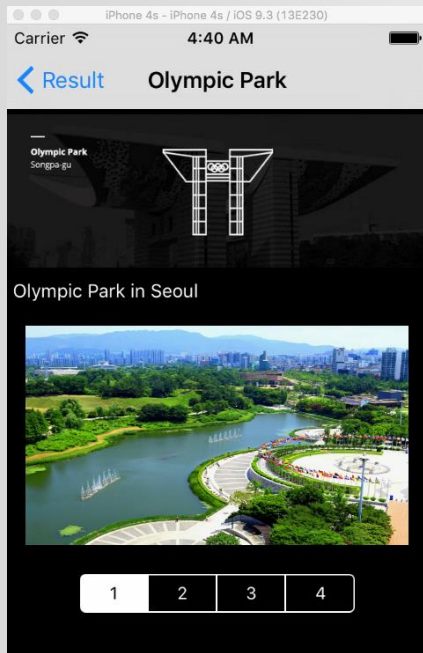 iPhone 4s - iPhone 4s / iOS 9.3 (13E230)
Carrier 4:40 AM
Result Olympic Park
Olympic Park
Songpa-gu
Olympic Park in Seoul
1 2 3 4